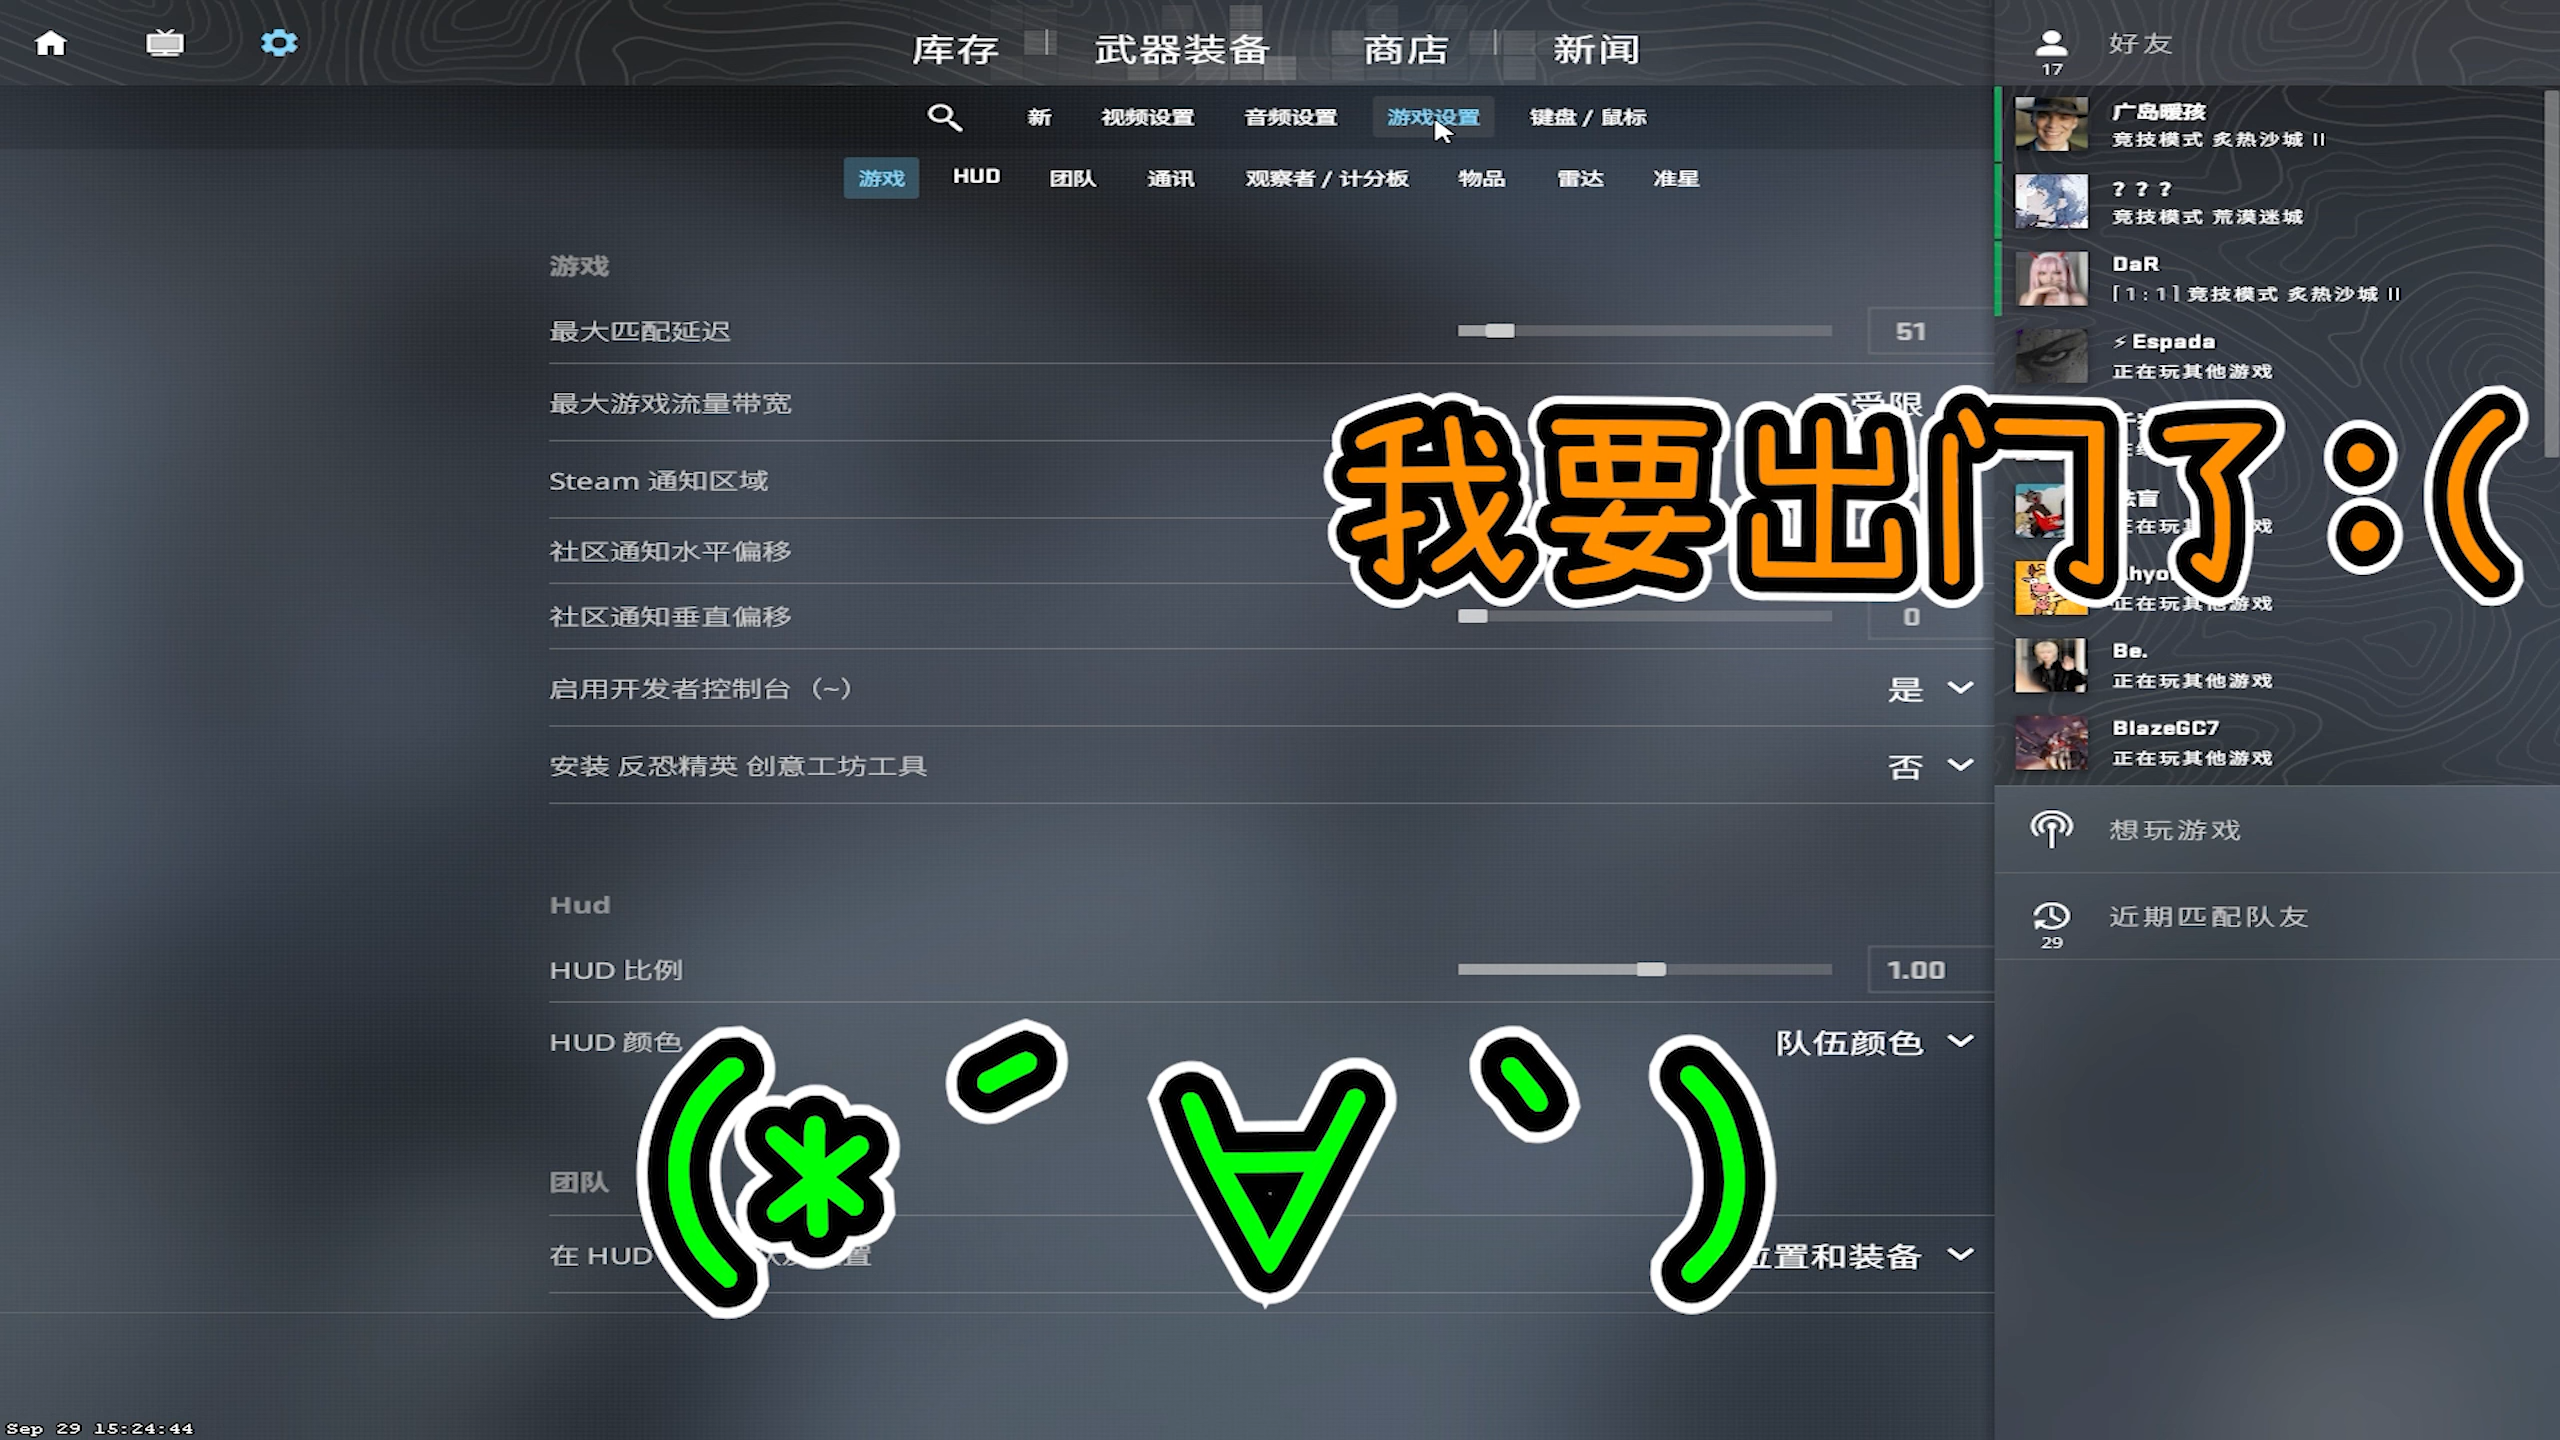 库存 武器装备 商店 新闻
新 视频设置 音频设置 游戏设置 键盘 / 鼠标
游戏 HUD 团队 通讯 观察者 / 计分板 物品 雷达 准星
游戏
最大匹配延迟 51
最大游戏流量带宽 受限
Steam 通知区域
社区通知水平偏移
社区通知垂直偏移 0
启用开发者控制台 (~) 是
安装 反恐精英 创意工坊工具 否
Hud
HUD 比例 1.00
HUD 颜色 队伍颜色
团队
在 HUD 置 位置和装备
我要出门了:(
(*ˊ∀ˋ)
好友
17
广岛暖孩
竞技模式 炙热沙城 II
? ? ?
竞技模式 荒漠迷城
DaR
[1:1] 竞技模式 炙热沙城 II
⚡Espada
正在玩其他游戏
盲
正在玩 戏
hyo
正在玩其他游戏
Be.
正在玩其他游戏
BlazeGC7
正在玩其他游戏
想玩游戏
近期匹配队友
29
Sep 29 15:24:44